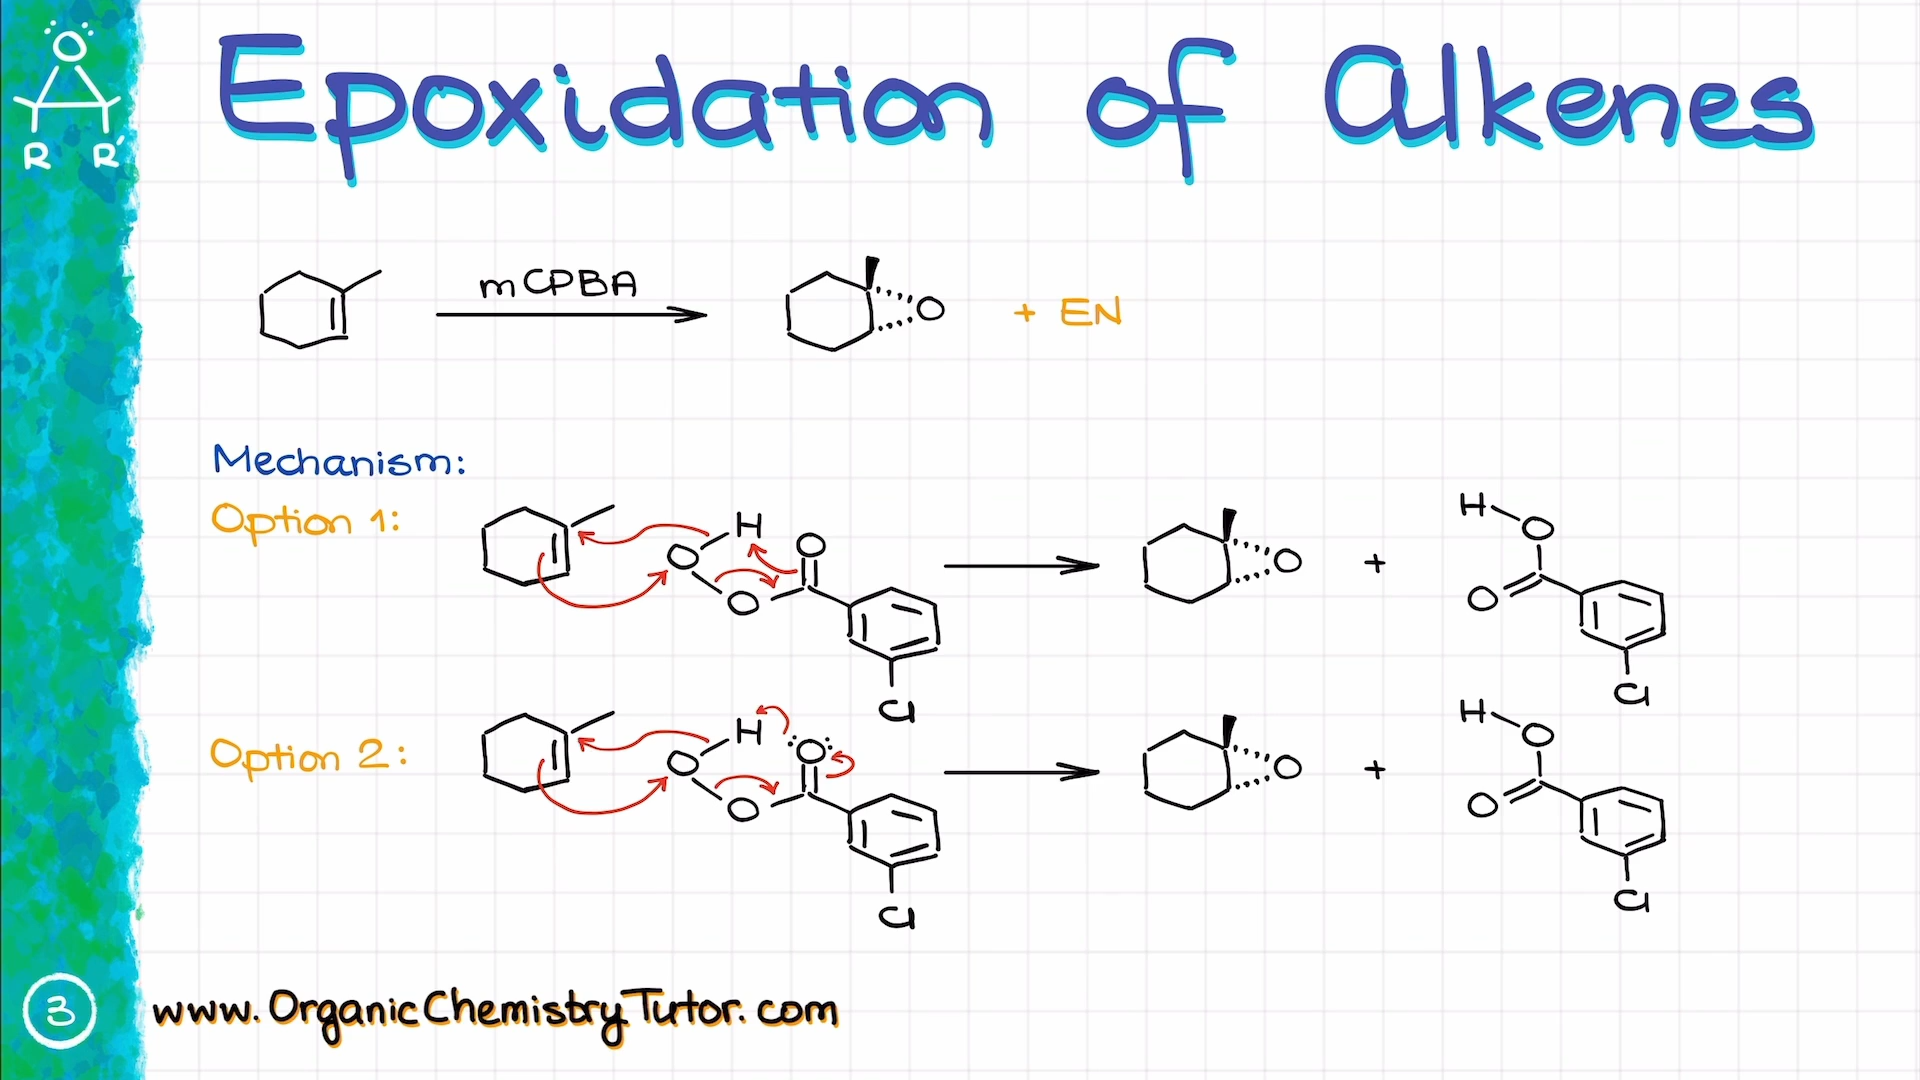 Epoxidation of Alkenes
O
R R'
mCPBA
O
+ EN
Mechanism:
Option 1:
H
O
O
O
Cl
O
+
H
O
O
Cl
Option 2:
H
O
O
O
Cl
O
+
H
O
O
Cl
3
www.OrganicChemistryTutor.com